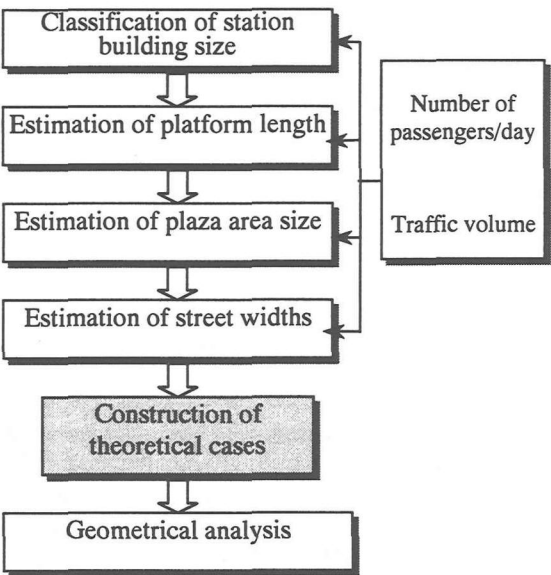 Classification of station
building size
Estimation of platform length
Estimation of plaza area size
Estimation of street widths
Construction of
theoretical cases
Geometrical analysis
Number of
passengers/day
Traffic volume